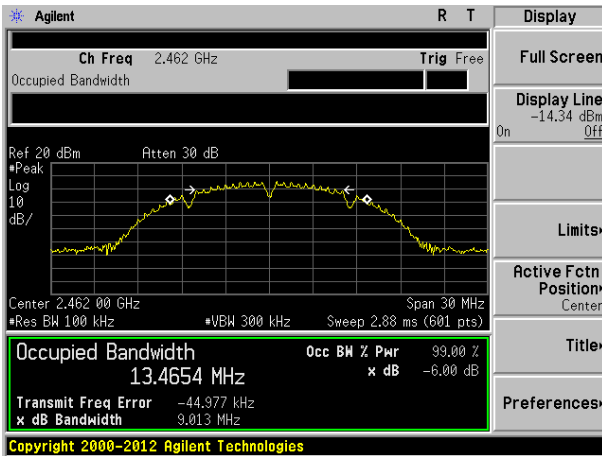 Agilent R T Display
Ch Freq 2.462 GHz Trig Free
Occupied Bandwidth
Full Screen
Display Line
-14.34 dBm
On Off
Ref 20 dBm Atten 30 dB
#Peak
Log
10
dB/
Limits
Active Fctn
Position
Center
Center 2.462 00 GHz Span 30 MHz
#Res BW 100 kHz #VBW 300 kHz Sweep 2.88 ms (601 pts)
Occupied Bandwidth Occ BW % Pwr 99.00 %
13.4654 MHz x dB -6.00 dB
Title
Transmit Freq Error -44.977 kHz
x dB Bandwidth 9.013 MHz
Preferences
Copyright 2000-2012 Agilent Technologies